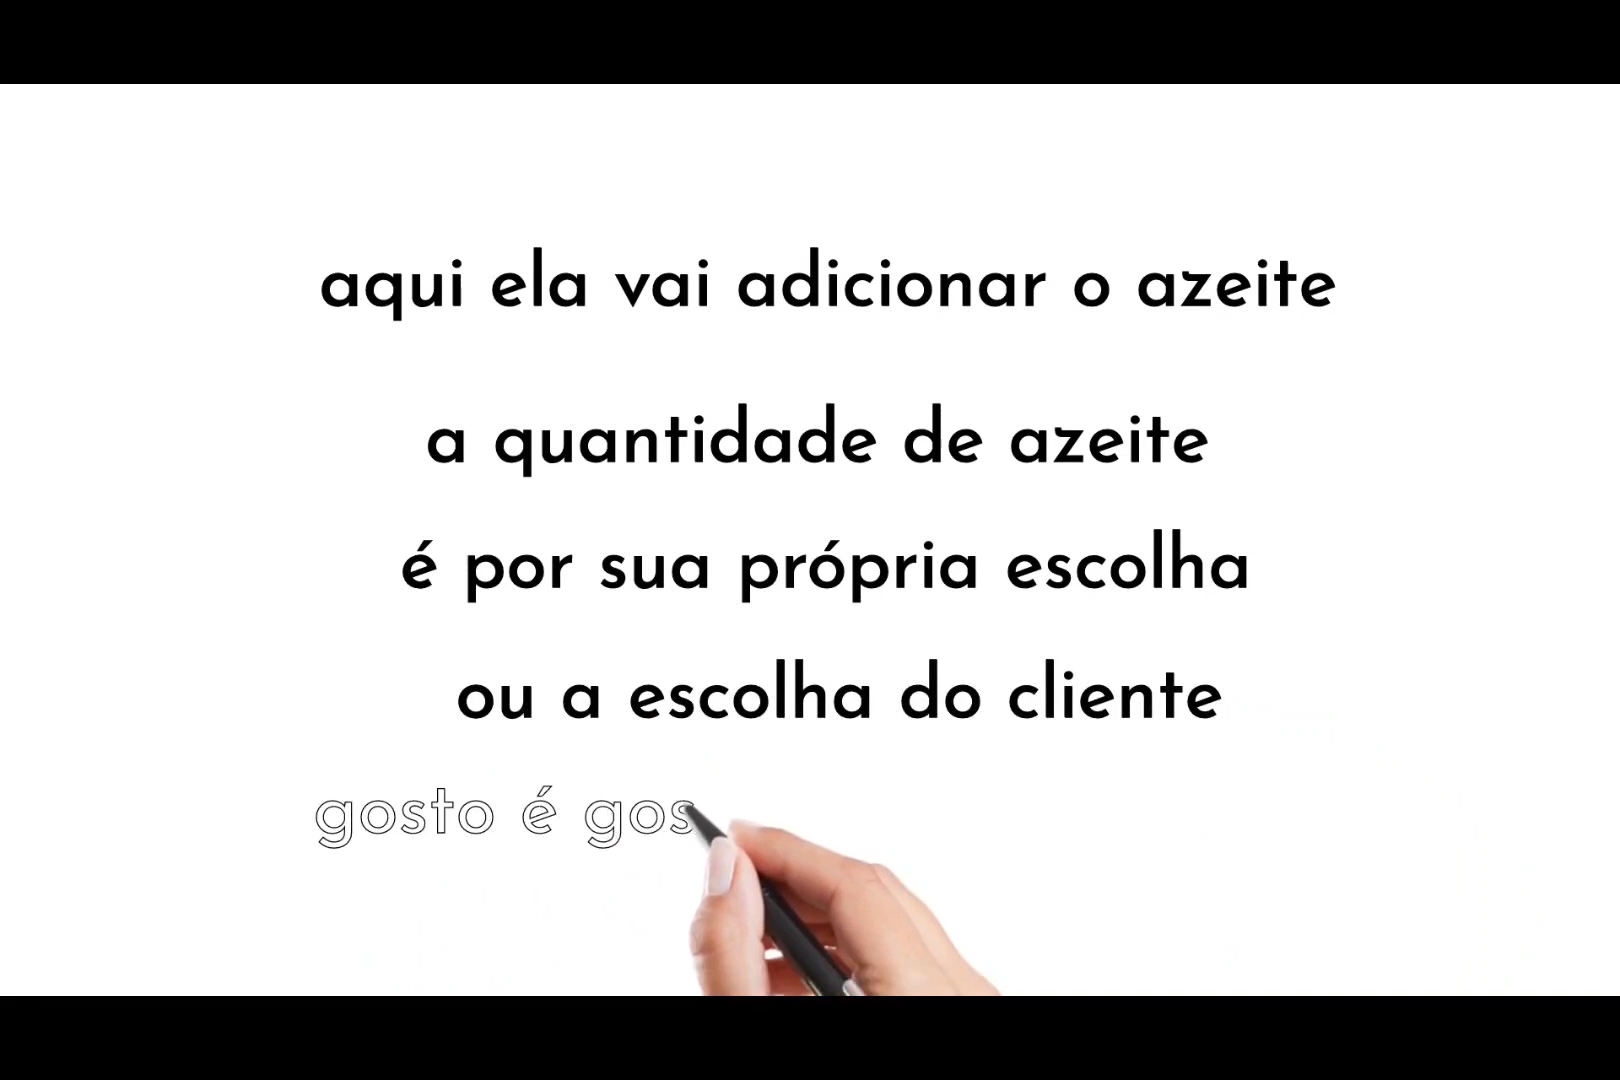 aqui ela vai adicionar o azeite
a quantidade de azeite
é por sua própria escolha
ou a escolha do cliente
gosto é gos